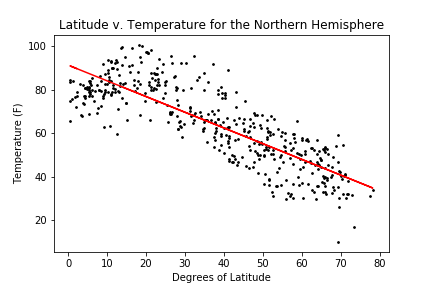 Latitude v. Temperature for the Northern Hemisphere
100
80
60
40
20
Temperature (F)
0 10 20 30 40 50 60 70 80
Degrees of Latitude